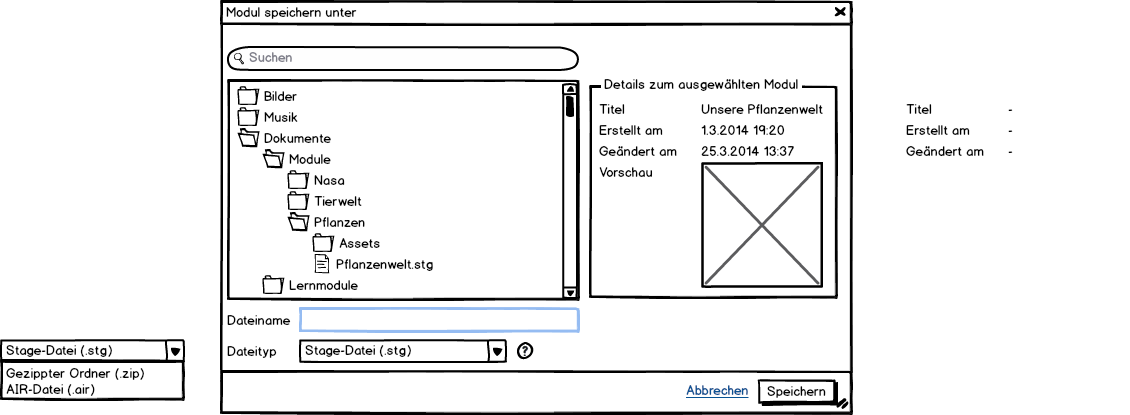 Modul speichern unter
Suchen
Bilder
Musik
Dokumente
Module
Nasa
Tierwelt
Pflanzen
Assets
Pflanzenwelt.stg
Lernmodule
Details zum ausgewählten Modul
Titel Unsere Pflanzenwelt
Erstellt am 1.3.2014 19:20
Geändert am 25.3.2014 13:37
Vorschau
Titel -
Erstellt am -
Geändert am -
Dateiname
Dateityp Stage-Datei (.stg) ?
Stage-Datei (.stg)
Gezippter Ordner (.zip)
AIR-Datei (.air)
Abbrechen Speichern